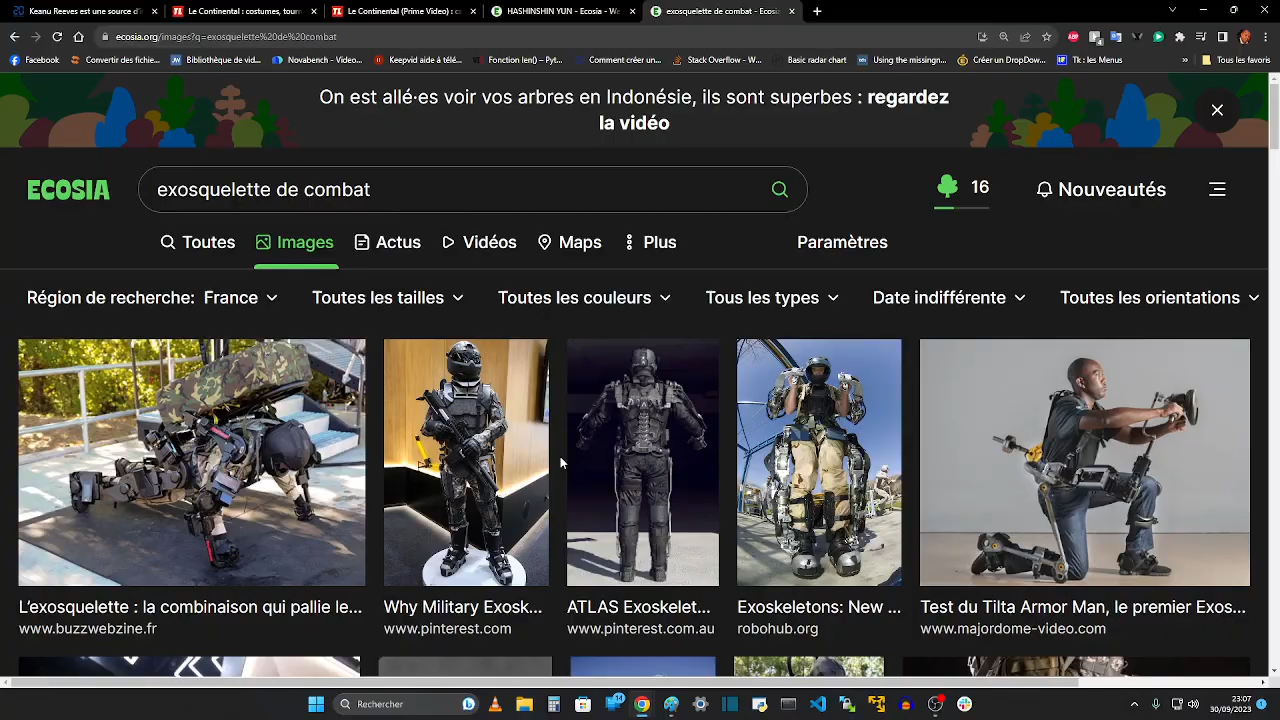 Keanu Reeves est annoncé d'i
Le Continental : costumes, tourn
Le Continental (Prime Video) : ca
HASHINSHIN YUN - Ecosia - We
exosquelette de combat - Ecosi
ecosia.org/images?q=exosquelette%20de%20combat
Facebook
Convertir des fichie...
Bibliothèque de vid...
Novabench - Vidéo...
Keepvid aide à télé...
Fonction len() – Pyt...
Comment créer un...
Stack Overflow - W...
Basic radar chart
Using the missingn...
Créer un DropDow...
Tk : les Menus
»
Tous les favoris
On est allé·es voir vos arbres en Indonésie, ils sont superbes : regardez
la vidéo
ECOSIA
exosquelette de combat
16
Nouveautés
Toutes
Images
Actus
Vidéos
Maps
Plus
Paramètres
Région de recherche: France
Toutes les tailles
Toutes les couleurs
Tous les types
Date indifférente
Toutes les orientations
L'exosquelette : la combinaison qui pallie le...
www.buzzwebzine.fr
Why Military Exosk...
www.pinterest.com
ATLAS Exoskelet...
www.pinterest.com.au
Exoskeletons: New ...
robohub.org
Test du Tilta Armor Man, le premier Exos...
www.majordome-video.com
Rechercher
23:07
30/09/2023